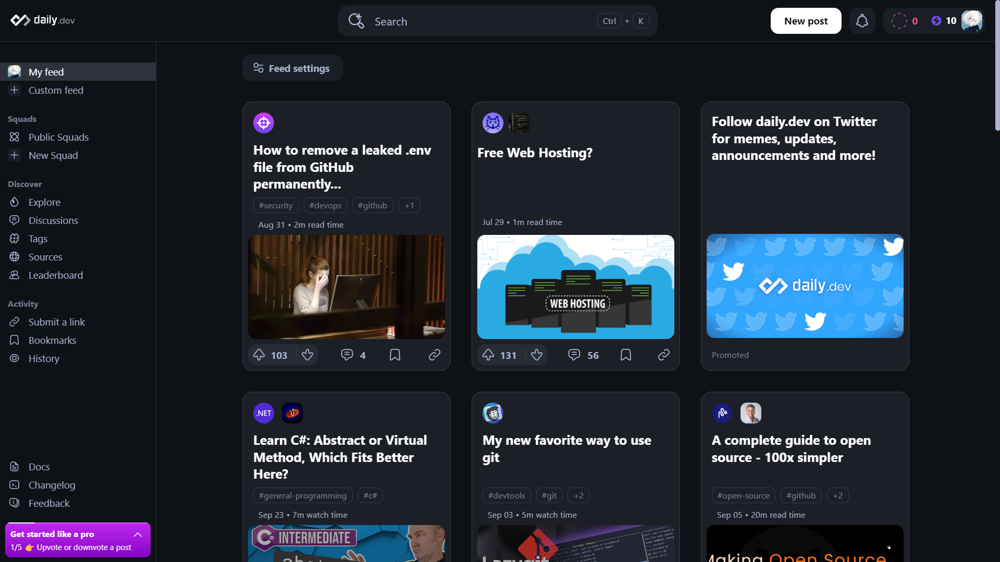 daily.dev
Search
Ctrl + K
New post
0
10
My feed
Custom feed
Squads
Public Squads
New Squad
Discover
Explore
Discussions
Tags
Sources
Leaderboard
Activity
Submit a link
Bookmarks
History
Docs
Changelog
Feedback
Get started like a pro
1/5 👉 Upvote or downvote a post
Feed settings
How to remove a leaked .env
file from GitHub
permanently...
#security #devops #github +1
Aug 31 • 2m read time
103
4
Free Web Hosting?
Jul 29 • 1m read time
WEB HOSTING
131
56
Follow daily.dev on Twitter
for memes, updates,
announcements and more!
daily.dev
Promoted
.NET
Learn C#: Abstract or Virtual
Method, Which Fits Better
Here?
#general-programming #c#
Sep 23 • 7m watch time
C# INTERMEDIATE
My new favorite way to use
git
#devtools #git +2
Sep 03 • 5m watch time
A complete guide to open
source - 100x simpler
#open-source #github +2
Sep 05 • 20m read time
Making Open Source